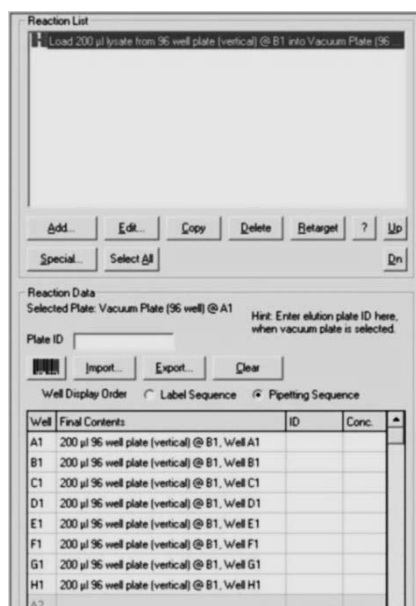 Reaction List
Load 200 µl lysate from 96 well plate (vertical) @ B1 into Vacuum Plate (96
Add... Edit... Copy Delete Retarget ? Up
Special... Select All Dn
Reaction Data
Selected Plate: Vacuum Plate (96 well) @ A1
Hint: Enter elution plate ID here,
when vacuum plate is selected.
Plate ID
Import... Export... Clear
Well Display Order Label Sequence Pipetting Sequence
Well Final Contents ID Conc.
A1 200 µl 96 well plate (vertical) @ B1, Well A1
B1 200 µl 96 well plate (vertical) @ B1, Well B1
C1 200 µl 96 well plate (vertical) @ B1, Well C1
D1 200 µl 96 well plate (vertical) @ B1, Well D1
E1 200 µl 96 well plate (vertical) @ B1, Well E1
F1 200 µl 96 well plate (vertical) @ B1, Well F1
G1 200 µl 96 well plate (vertical) @ B1, Well G1
H1 200 µl 96 well plate (vertical) @ B1, Well H1
A2